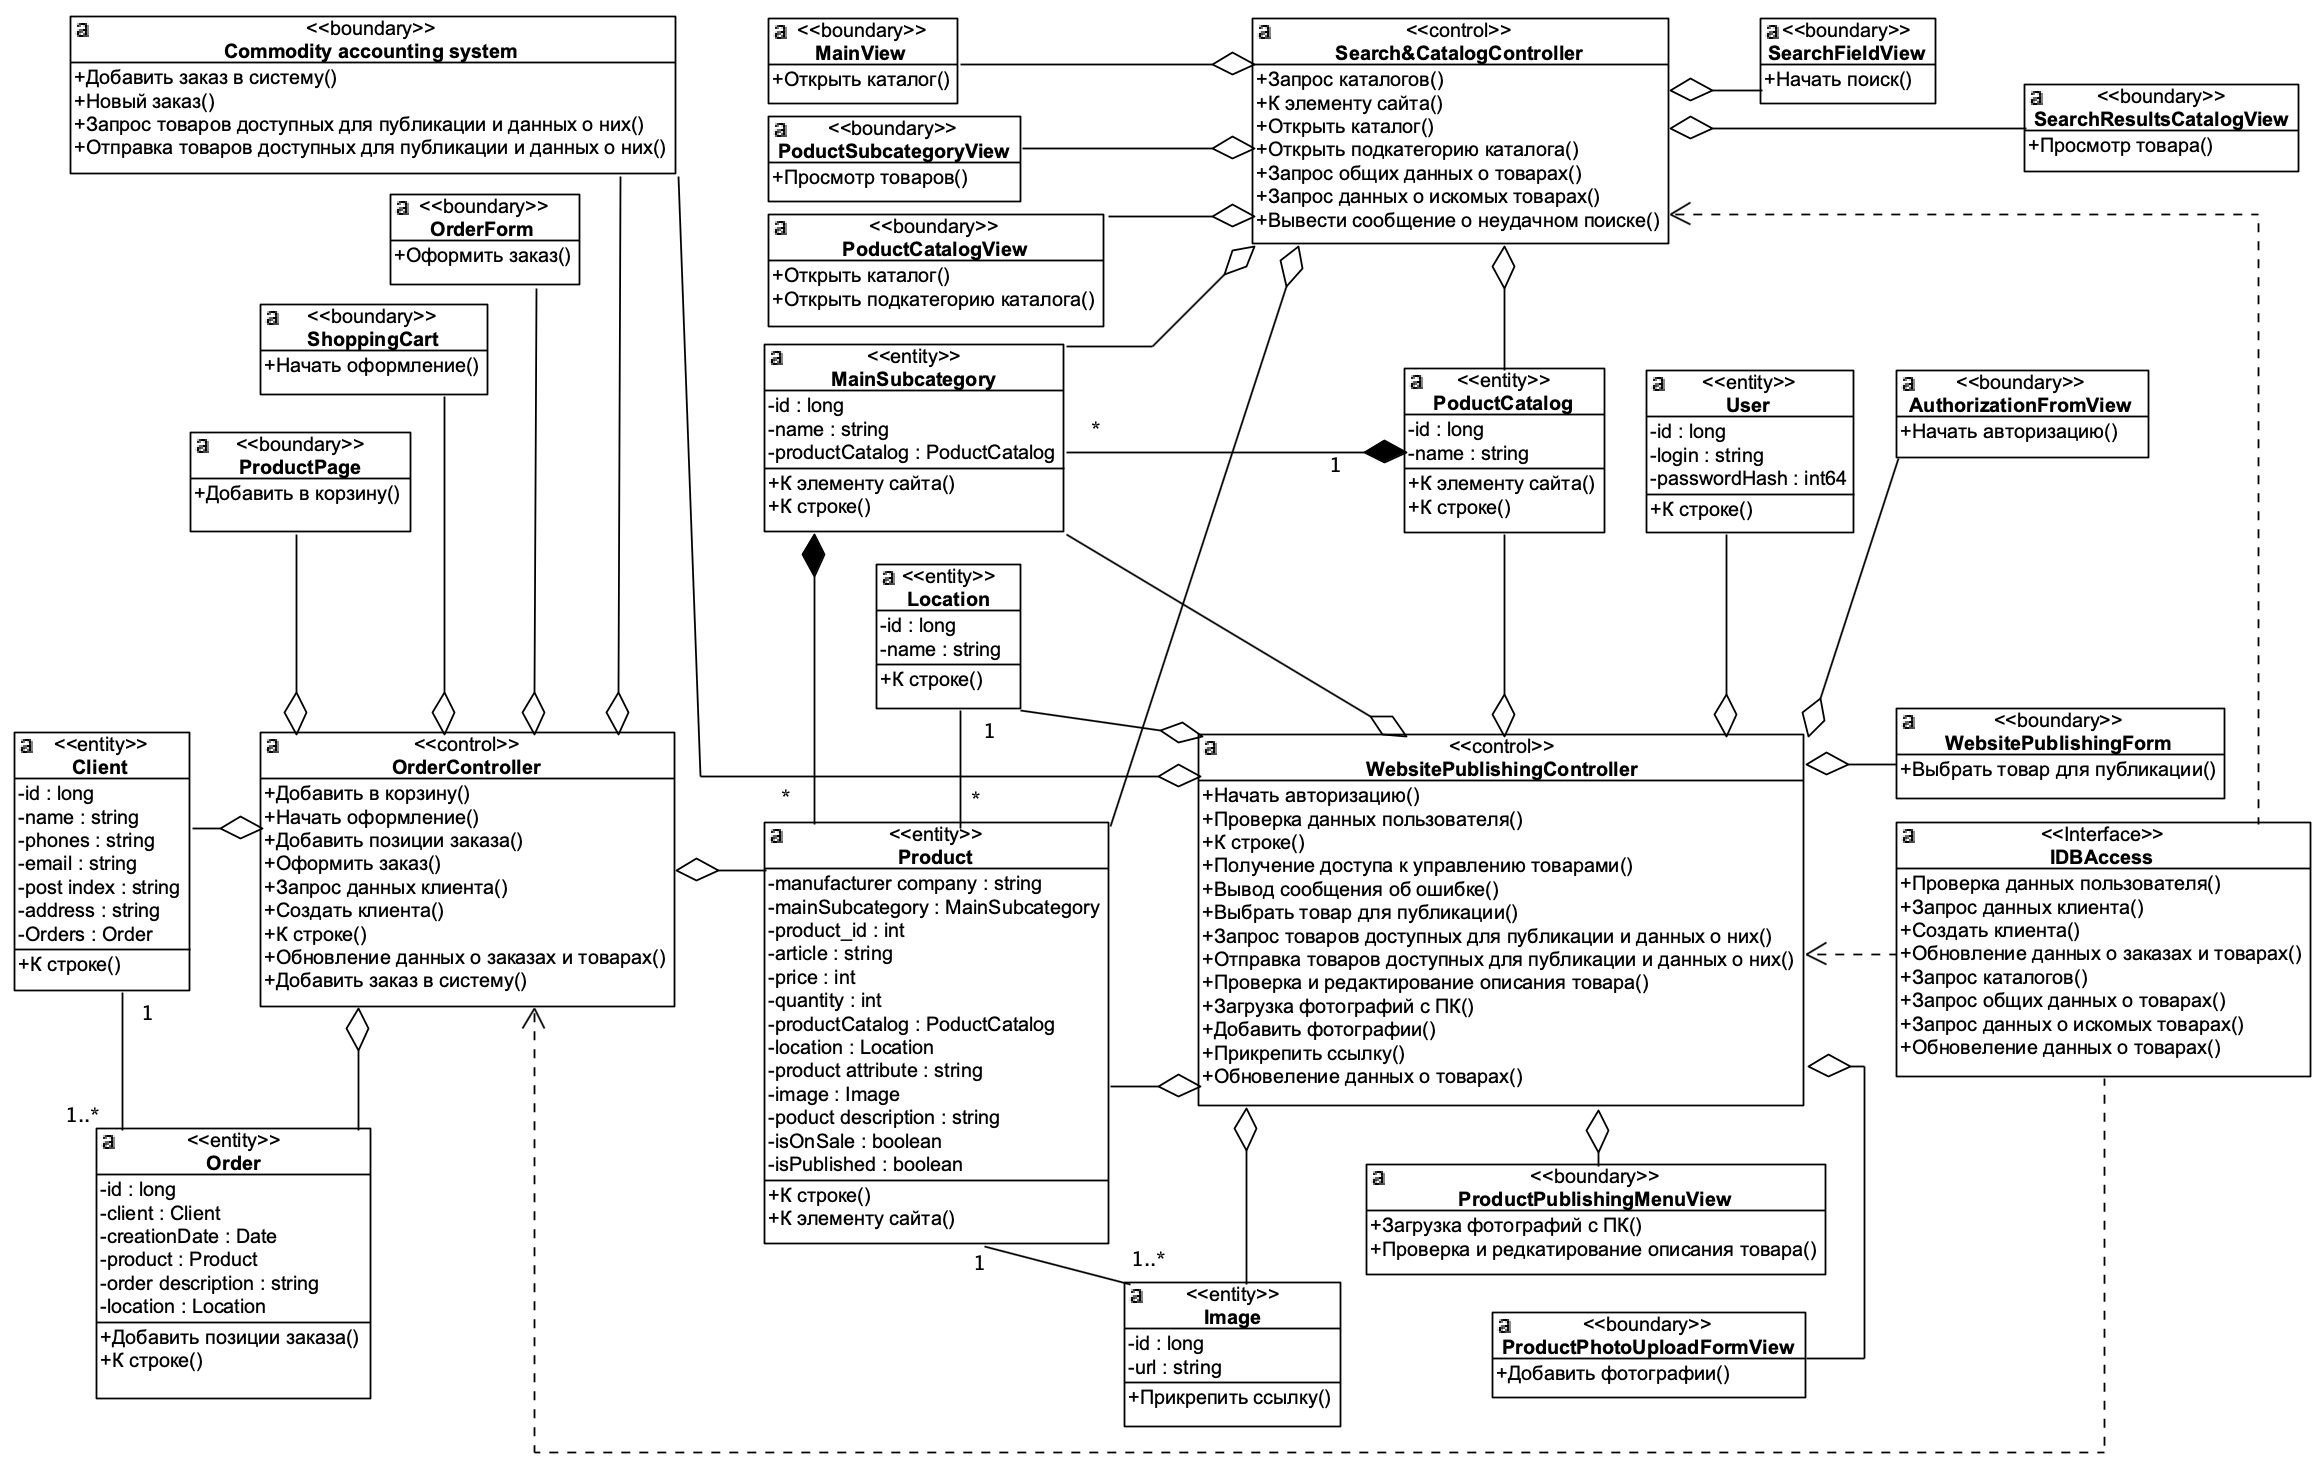 a <<boundary>>
Commodity accounting system
+Добавить заказ в систему()
+Новый заказ()
+Запрос товаров доступных для публикации и данных о них()
+Отправка товаров доступных для публикации и данных о них()
a <<boundary>>
OrderForm
+Оформить заказ()
a <<boundary>>
ShoppingCart
+Начать оформление()
a <<boundary>>
ProductPage
+Добавить в корзину()
a <<boundary>>
MainView
+Открыть каталог()
a <<boundary>>
PoductSubcategoryView
+Просмотр товаров()
a <<boundary>>
PoductCatalogView
+Открыть каталог()
+Открыть подкатегорию каталога()
a <<control>>
Search&CatalogController
+Запрос каталогов()
+К элементу сайта()
+Открыть каталог()
+Открыть подкатегорию каталога()
+Запрос общих данных о товарах()
+Запрос данных о искомых товарах()
+Вывести сообщение о неудачном поиске()
a <<boundary>>
SearchFieldView
+Начать поиск()
a <<boundary>>
SearchResultsCatalogView
+Просмотр товара()
a <<entity>>
MainSubcategory
-id : long
-name : string
-productCatalog : PoductCatalog
+К элементу сайта()
+К строке()
*
1
a <<entity>>
PoductCatalog
-id : long
-name : string
+К элементу сайта()
+К строке()
a <<entity>>
User
-id : long
-login : string
-passwordHash : int64
+К строке()
a <<boundary>>
AuthorizationFromView
+Начать авторизацию()
a <<entity>>
Location
-id : long
-name : string
+К строке()
1
*
*
a <<entity>>
Client
-id : long
-name : string
-phones : string
-email : string
-post index : string
-address : string
-Orders : Order
+К строке()
1
1..*
a <<control>>
OrderController
+Добавить в корзину()
+Начать оформление()
+Добавить позиции заказа()
+Оформить заказ()
+Запрос данных клиента()
+Создать клиента()
+К строке()
+Обновление данных о заказах и товарах()
+Добавить заказ в систему()
a <<entity>>
Order
-id : long
-client : Client
-creationDate : Date
-product : Product
-order description : string
-location : Location
+Добавить позиции заказа()
+К строке()
a <<entity>>
Product
-manufacturer company : string
-mainSubcategory : MainSubcategory
-product_id : int
-article : string
-price : int
-quantity : int
-productCatalog : PoductCatalog
-location : Location
-product attribute : string
-image : Image
-poduct description : string
-isOnSale : boolean
-isPublished : boolean
+К строке()
+К элементу сайта()
1
1..*
a <<entity>>
Image
-id : long
-url : string
+Прикрепить ссылку()
a <<control>>
WebsitePublishingController
+Начать авторизацию()
+Проверка данных пользователя()
+К строке()
+Получение доступа к управлению товарами()
+Вывод сообщения об ошибке()
+Выбрать товар для публикации()
+Запрос товаров доступных для публикации и данных о них()
+Отправка товаров доступных для публикации и данных о них()
+Проверка и редактирование описания товара()
+Загрузка фотографий с ПК()
+Добавить фотографии()
+Прикрепить ссылку()
+Обновеление данных о товарах()
a <<boundary>>
WebsitePublishingForm
+Выбрать товар для публикации()
a <<Interface>>
IDBAccess
+Проверка данных пользователя()
+Запрос данных клиента()
+Создать клиента()
+Обновление данных о заказах и товарах()
+Запрос каталогов()
+Запрос общих данных о товарах()
+Запрос данных о искомых товарах()
+Обновеление данных о товарах()
a <<boundary>>
ProductPublishingMenuView
+Загрузка фотографий с ПК()
+Проверка и редкатирование описания товара()
a <<boundary>>
ProductPhotoUploadFormView
+Добавить фотографии()